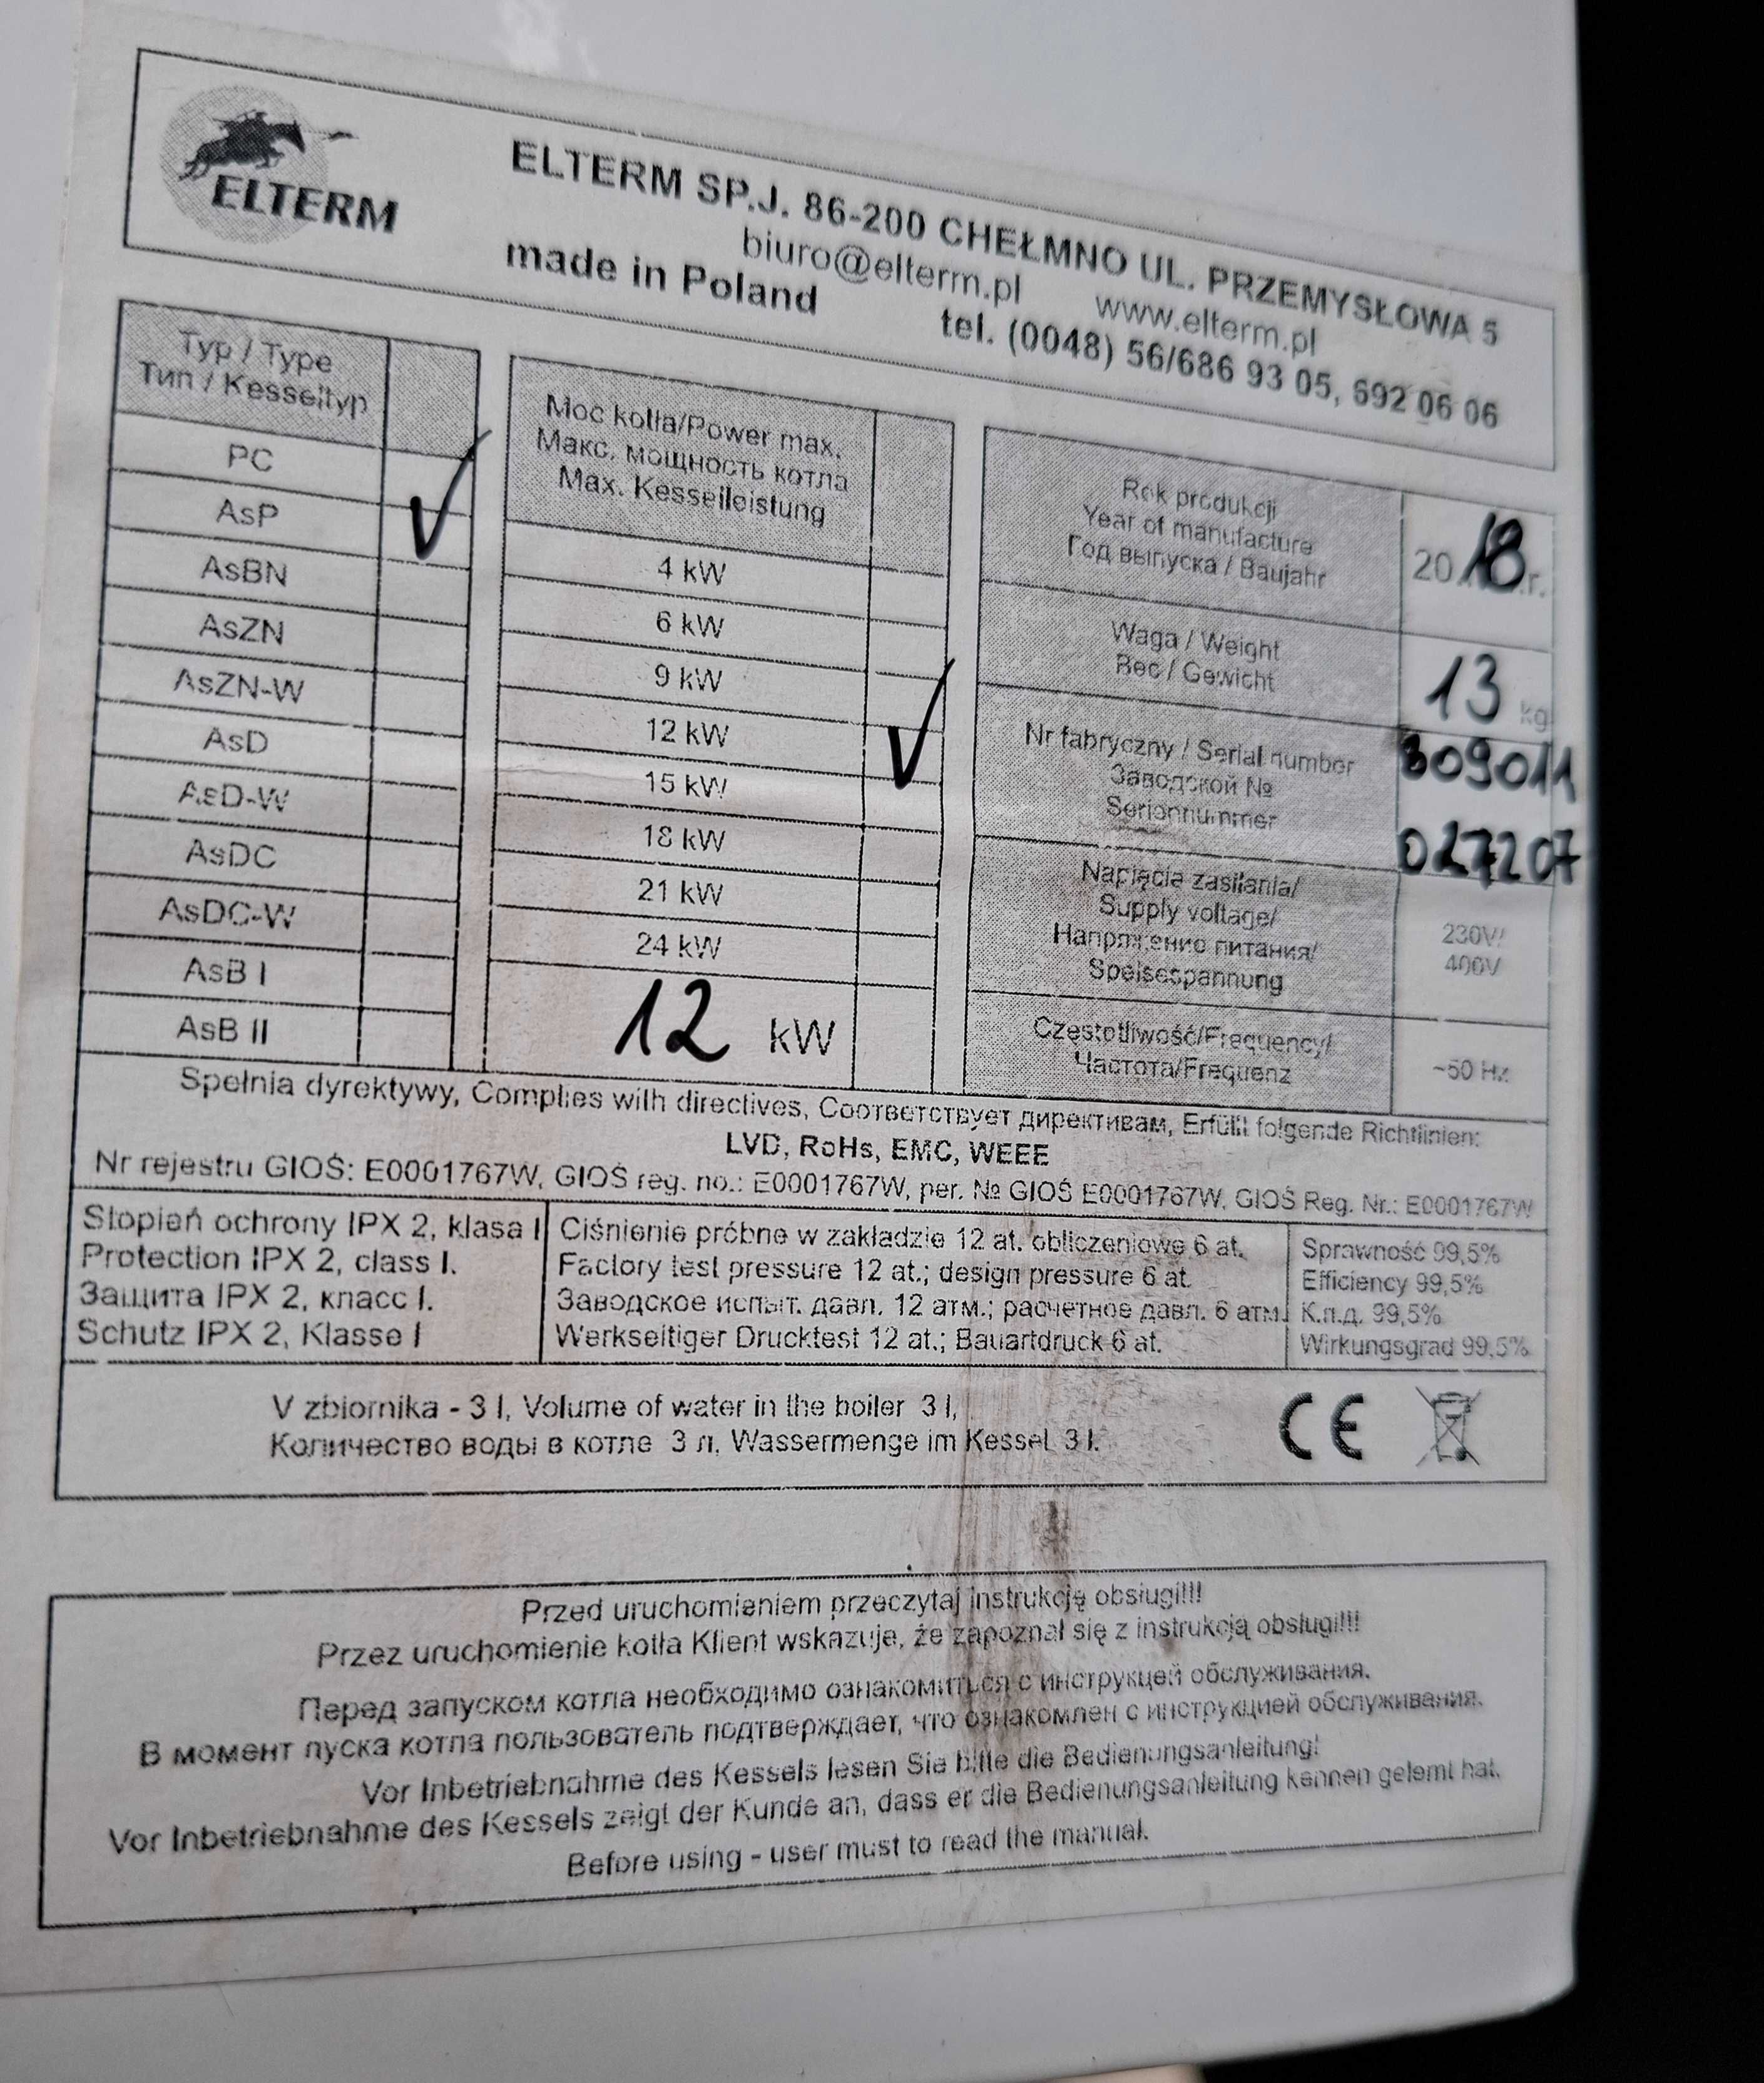 ELTERM
ELTERM SP.J. 86-200 CHEŁMNO UL. PRZEMYSŁOWA 5
biuro@elterm.pl www.elterm.pl
made in Poland tel. (0048) 56/686 93 05, 692 06 06
Typ / Type
Тип / Kesseltyp
PC
AsP ✓
AsBN
AsZN
AsZN-W
AsD
AsD-W
AsDC
AsDC-W
AsB I
AsB II
Moc kotła/Power max.
Макс. мощность котла
Max. Kesselleistung
4 kW
6 kW
9 kW
12 kW ✓
15 kW
18 kW
21 kW
24 kW
12 kW
Rok produkcji
Year of manufacture
Год выпуска / Baujahr
2018 r.
Waga / Weight
Вес / Gewicht
13 kg
Nr fabryczny / Serial number
Заводской №
Seriennummer
309011
027207
Napięcie zasilania/
Supply voltage/
Напряжение питания/
Speisespannung
230V/
400V
Częstotliwość/Frequency/
Частота/Frequenz
~50 Hz
Spełnia dyrektywy, Complies with directives, Соответствует директивам, Erfüllt folgende Richtlinien:
LVD, RoHs, EMC, WEEE
Nr rejestru GIOŚ: E0001767W, GIOŚ reg. no.: E0001767W, рег. № GIOŚ E0001767W, GIOŚ Reg. Nr.: E0001767W
Stopień ochrony IPX 2, klasa I
Protection IPX 2, class I.
Защита IPX 2, класс I.
Schutz IPX 2, Klasse I
Ciśnienie próbne w zakładzie 12 at. obliczeniowe 6 at.
Factory test pressure 12 at.; design pressure 6 at.
Заводское испыт. давл. 12 атм.; расчетное давл. 6 атм.
Werkseitiger Drucktest 12 at.; Bauartdruck 6 at.
Sprawność 99,5%
Efficiency 99,5%
К.п.д. 99,5%
Wirkungsgrad 99,5%
V zbiornika - 3 l, Volume of water in the boiler 3 l,
Количество воды в котле 3 л, Wassermenge im Kessel 3 l.
CE
Przed uruchomieniem przeczytaj instrukcję obsługi!!!
Przez uruchomienie kotła Klient wskazuje, że zapoznał się z instrukcją obsługi!!!
Перед запуском котла необходимо ознакомиться с инструкцией обслуживания.
В момент пуска котла пользователь подтверждает, что ознакомлен с инструкцией обслуживания.
Vor Inbetriebnahme des Kessels lesen Sie bitte die Bedienungsanleitung!
Vor Inbetriebnahme des Kessels zeigt der Kunde an, dass er die Bedienungsanleitung kennen gelernt hat.
Before using - user must to read the manual.